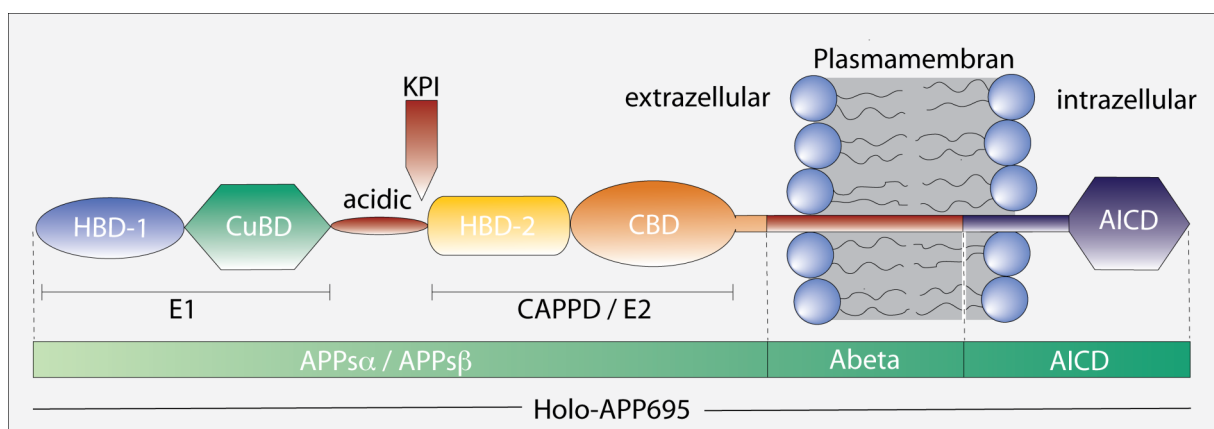 Plasmamembran
KPI
extrazellular
intrazellular
acidic
HBD-1
CuBD
HBD-2
CBD
AICD
E1
CAPPD / E2
APPsα / APPsβ
Abeta
AICD
Holo-APP695